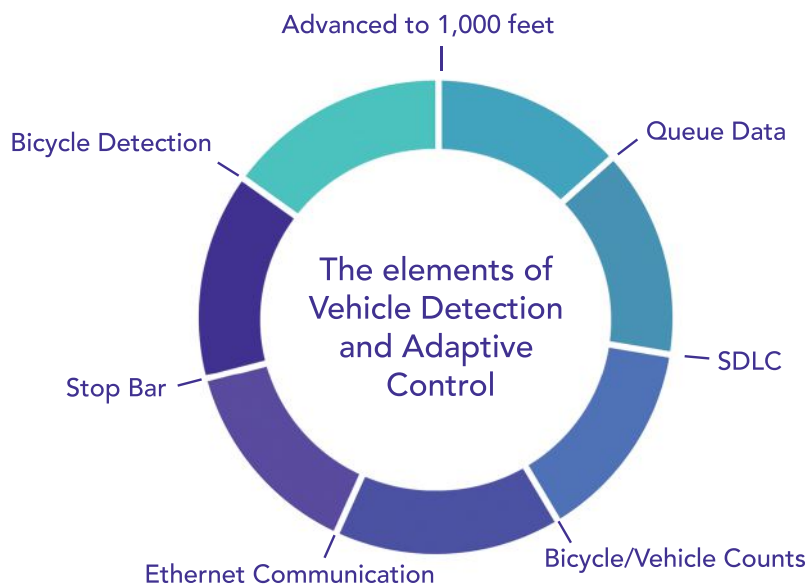 Advanced to 1,000 feet
Queue Data
Bicycle Detection
The elements of
Vehicle Detection
and Adaptive
Control
SDLC
Stop Bar
Bicycle/Vehicle Counts
Ethernet Communication